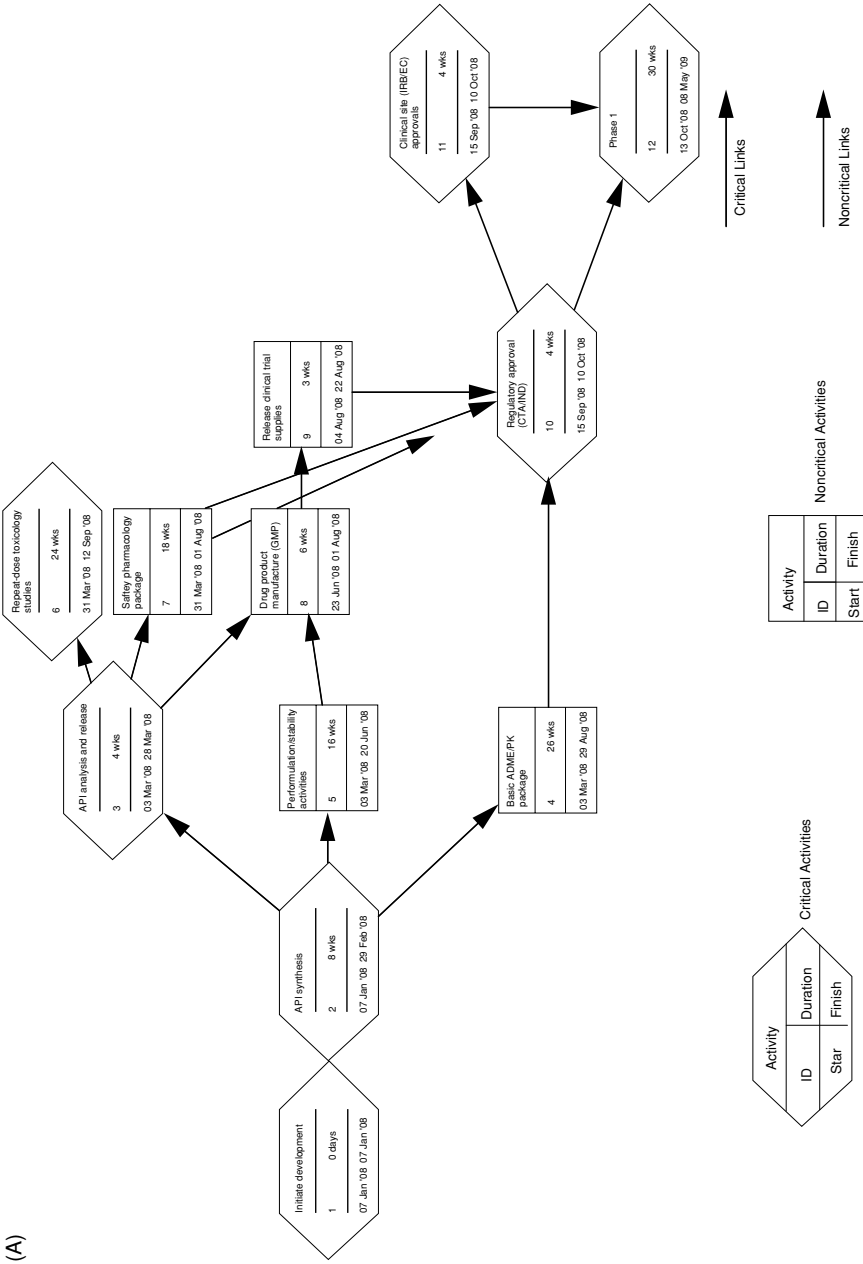 (A)
Initiate development
1 0 days
07 Jan '08 07 Jan '08
API synthesis
2 8 wks
07 Jan '08 29 Feb '08
API analysis and release
3 4 wks
03 Mar '08 28 Mar '08
Performulation/stability
activities
5 16 wks
03 Mar '08 20 Jun '08
Basic ADME/PK
package
4 26 wks
03 Mar '08 29 Aug '08
Repeat-dose toxicology
studies
6 24 wks
31 Mar '08 12 Sep '08
Saftey pharmacology
package
7 18 wks
31 Mar '08 01 Aug '08
Drug product
manufacture (GMP)
8 6 wks
23 Jun '08 01 Aug '08
Release clinical trial
supplies
9 3 wks
04 Aug '08 22 Aug '08
Regulatory approval
(CTA/IND)
10 4 wks
15 Sep '08 10 Oct '08
Clinical site (IRB/EC)
approvals
11 4 wks
15 Sep '08 10 Oct '08
Phase 1
12 30 wks
13 Oct '08 08 May '09
Activity
ID Duration
Star Finish
Critical Activities
Activity
ID Duration
Start Finish
Noncritical Activities
Critical Links
Noncritical Links